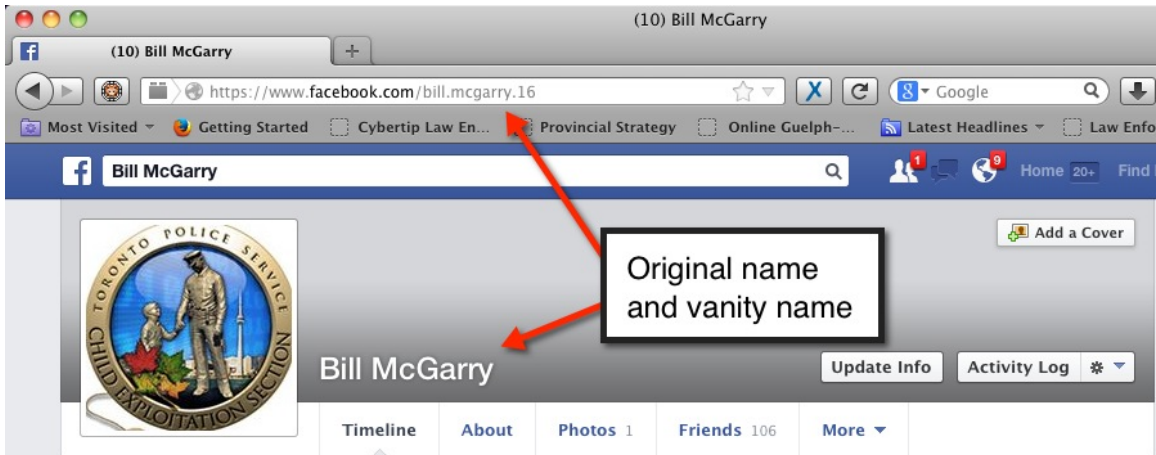 (10) Bill McGarry
(10) Bill McGarry
https://www.facebook.com/bill.mcgarry.16
Google
Most Visited Getting Started Cybertip Law En... Provincial Strategy Online Guelph-... Latest Headlines Law Enfo
Bill McGarry
1
9
Home 20+ Find
Add a Cover
TORONTO POLICE SERVICE
CHILD EXPLOITATION SECTION
Original name
and vanity name
Bill McGarry
Update Info Activity Log
Timeline About Photos 1 Friends 106 More